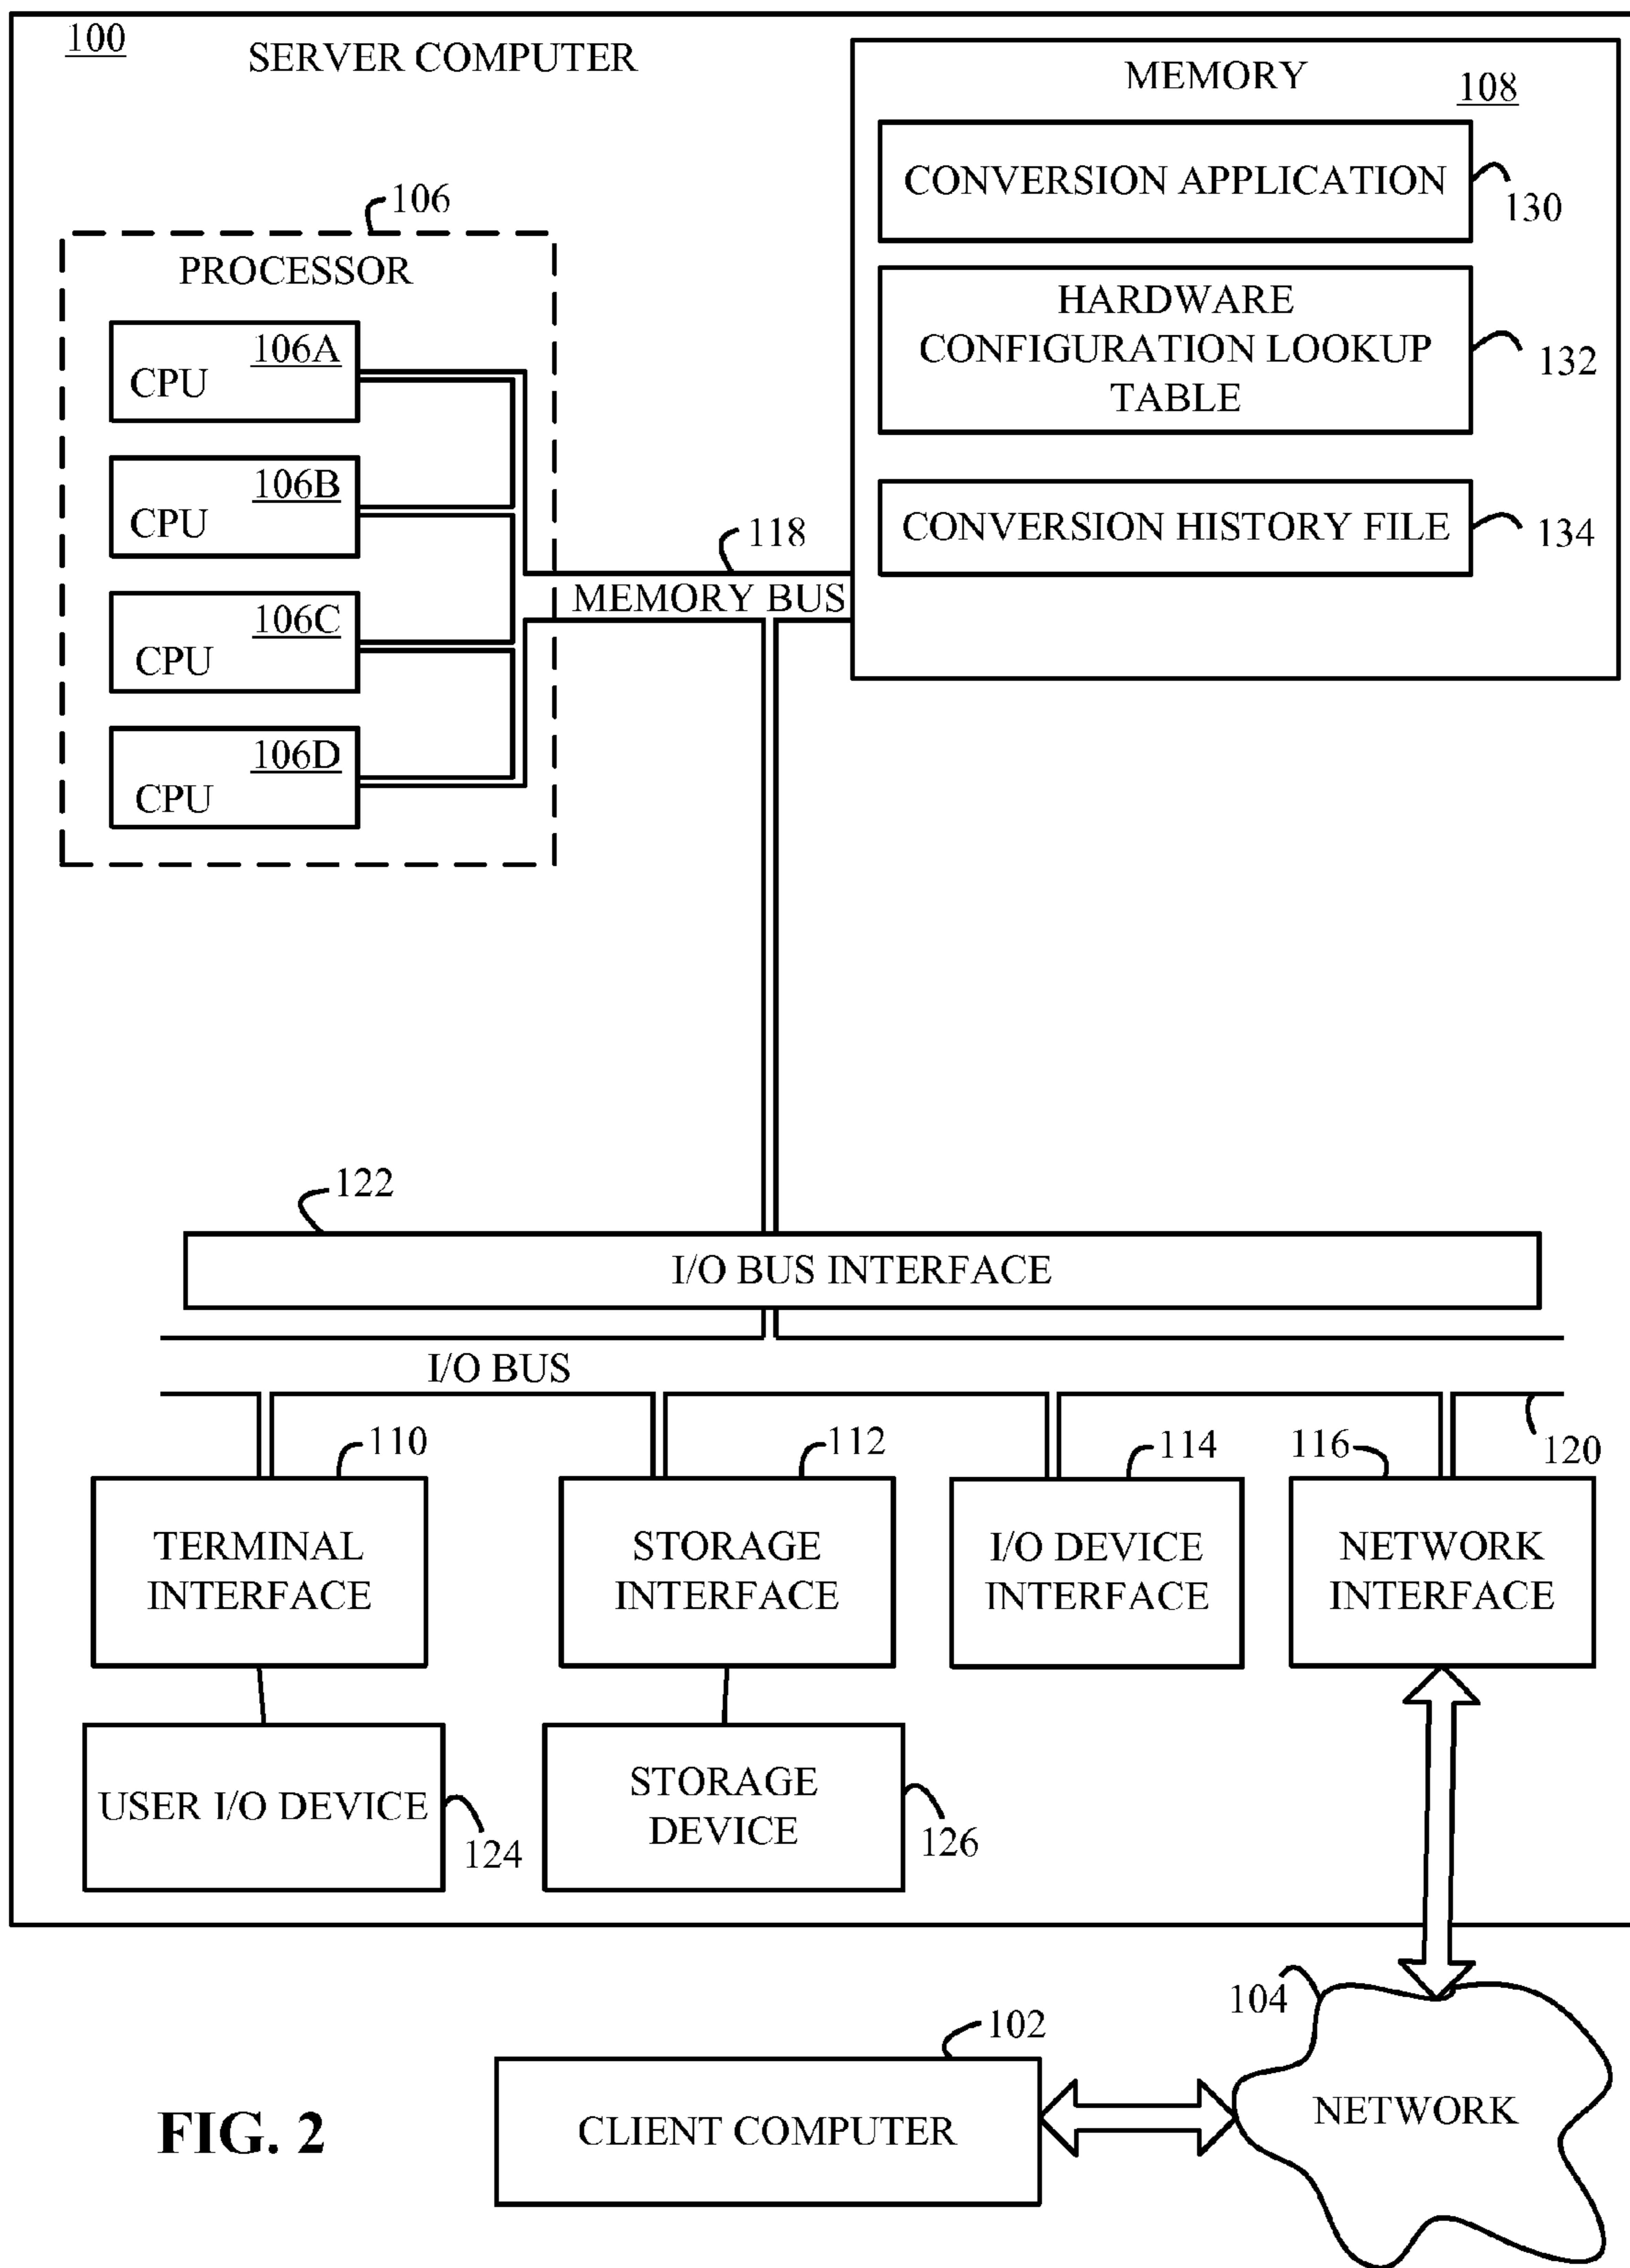 100
SERVER COMPUTER
MEMORY
108
CONVERSION APPLICATION
130
106
PROCESSOR
HARDWARE
CONFIGURATION LOOKUP
TABLE
132
106A
CPU
106B
CPU
CONVERSION HISTORY FILE
134
118
MEMORY BUS
106C
CPU
106D
CPU
122
I/O BUS INTERFACE
I/O BUS
110
112
114
116
120
TERMINAL
INTERFACE
STORAGE
INTERFACE
I/O DEVICE
INTERFACE
NETWORK
INTERFACE
USER I/O DEVICE
124
STORAGE
DEVICE
126
104
102
CLIENT COMPUTER
NETWORK
FIG. 2